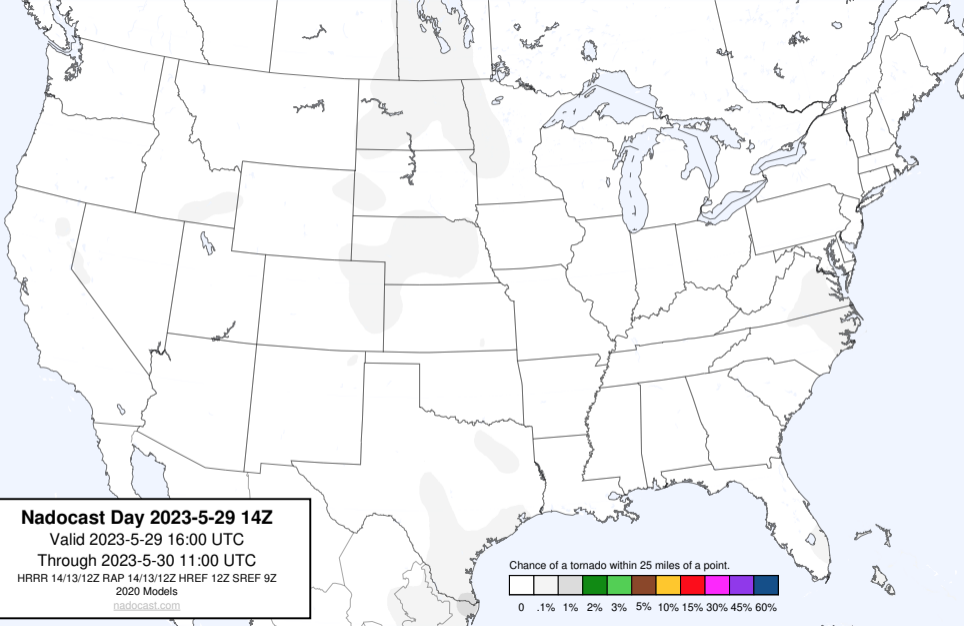 Nadocast Day 2023-5-29 14Z
Valid 2023-5-29 16:00 UTC
Through 2023-5-30 11:00 UTC
HRRR 14/13/12Z RAP 14/13/12Z HREF 12Z SREF 9Z
2020 Models
nadocast.com
Chance of a tornado within 25 miles of a point.
0 .1% 1% 2% 3% 5% 10% 15% 30% 45% 60%